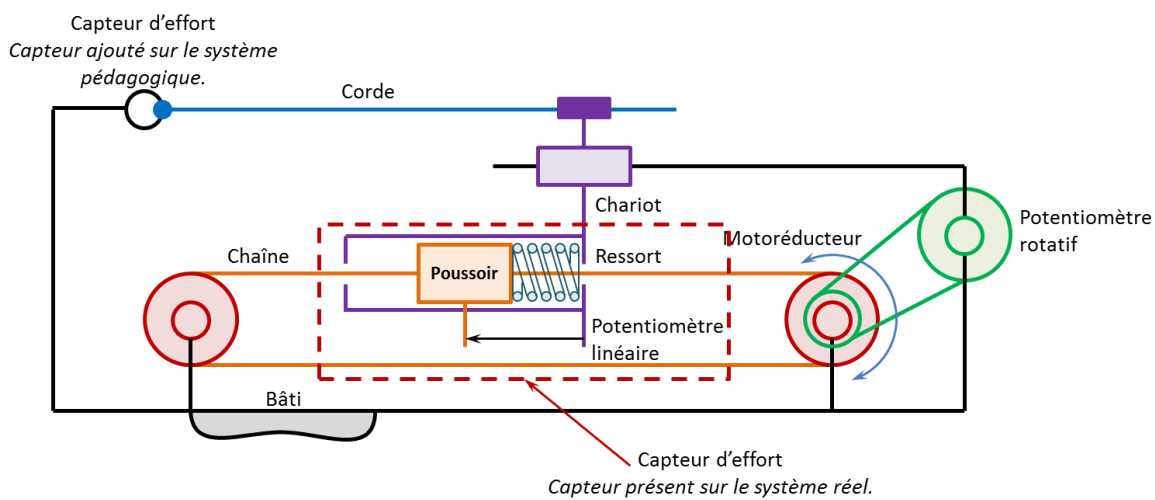 Capteur d’effort
Capteur ajouté sur le système
pédagogique.
Corde
Chariot
Chaîne
Poussoir
Ressort
Motoréducteur
Potentiomètre
rotatif
Potentiomètre
linéaire
Bâti
Capteur d’effort
Capteur présent sur le système réel.